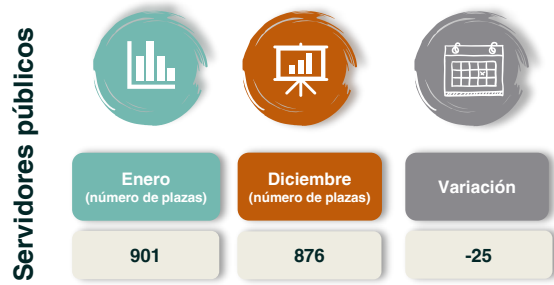 Servidores públicos
Enero
(número de plazas)
Diciembre
(número de plazas)
Variación
901
876
-25